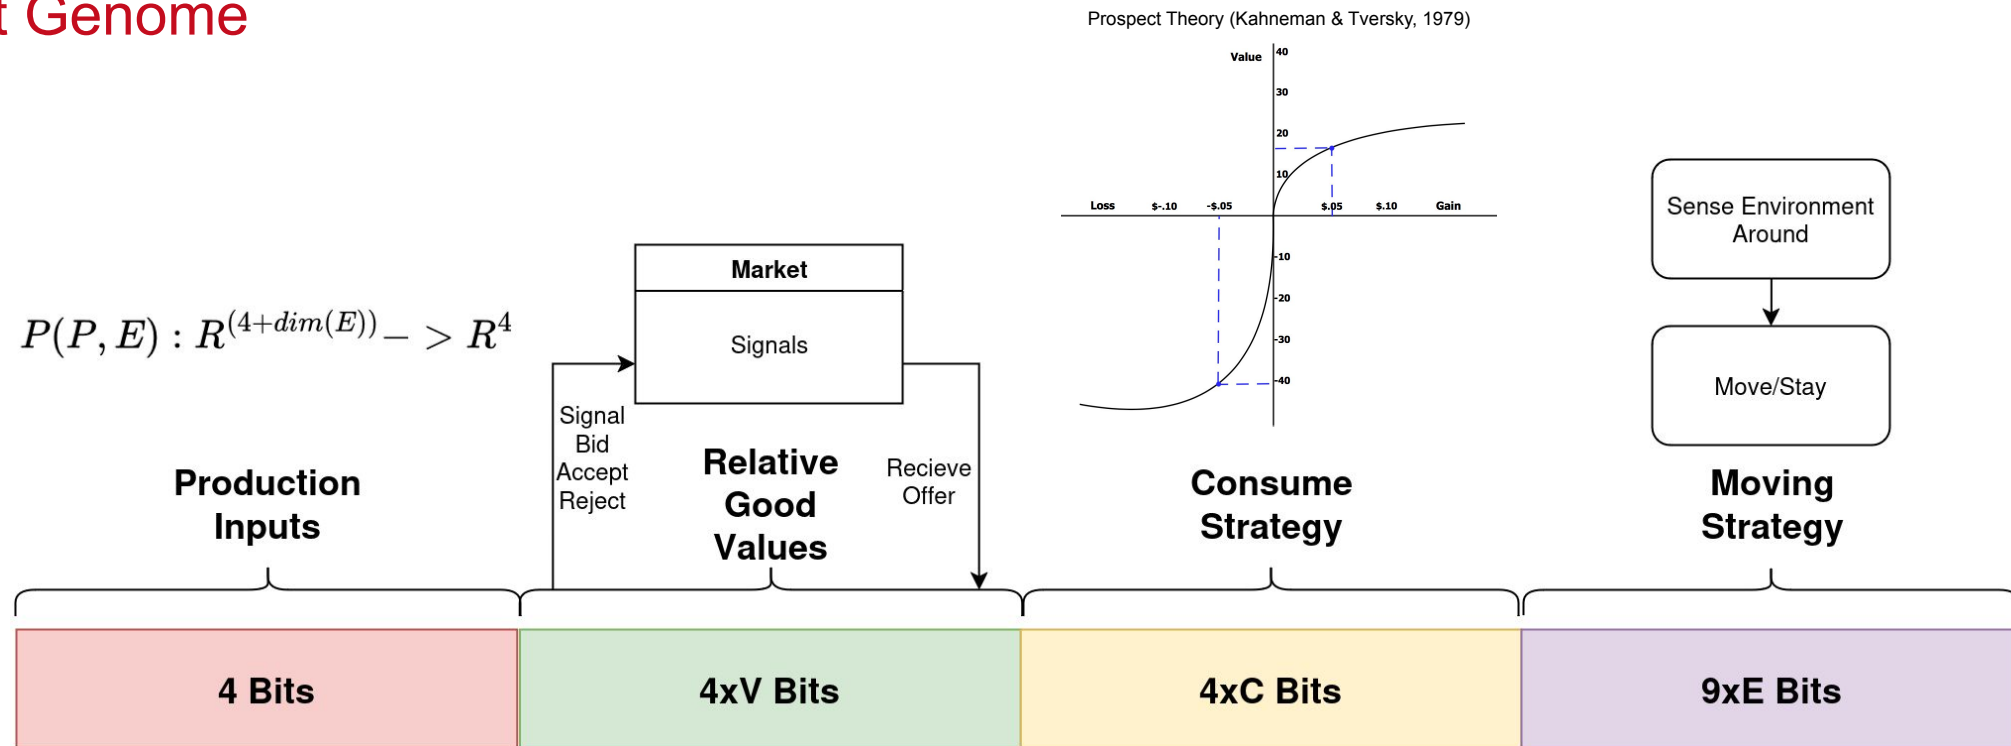 t Genome
Prospect Theory (Kahneman & Tversky, 1979)
Value
40
30
20
10
Loss $-.10 -$.05 $.05 $.10 Gain
-10
-20
-30
-40
P(P, E) : R^(4+dim(E)) - > R^4
Market
Signals
Signal
Bid
Accept
Reject
Recieve
Offer
Sense Environment
Around
Move/Stay
Production
Inputs
Relative
Good
Values
Consume
Strategy
Moving
Strategy
4 Bits
4xV Bits
4xC Bits
9xE Bits